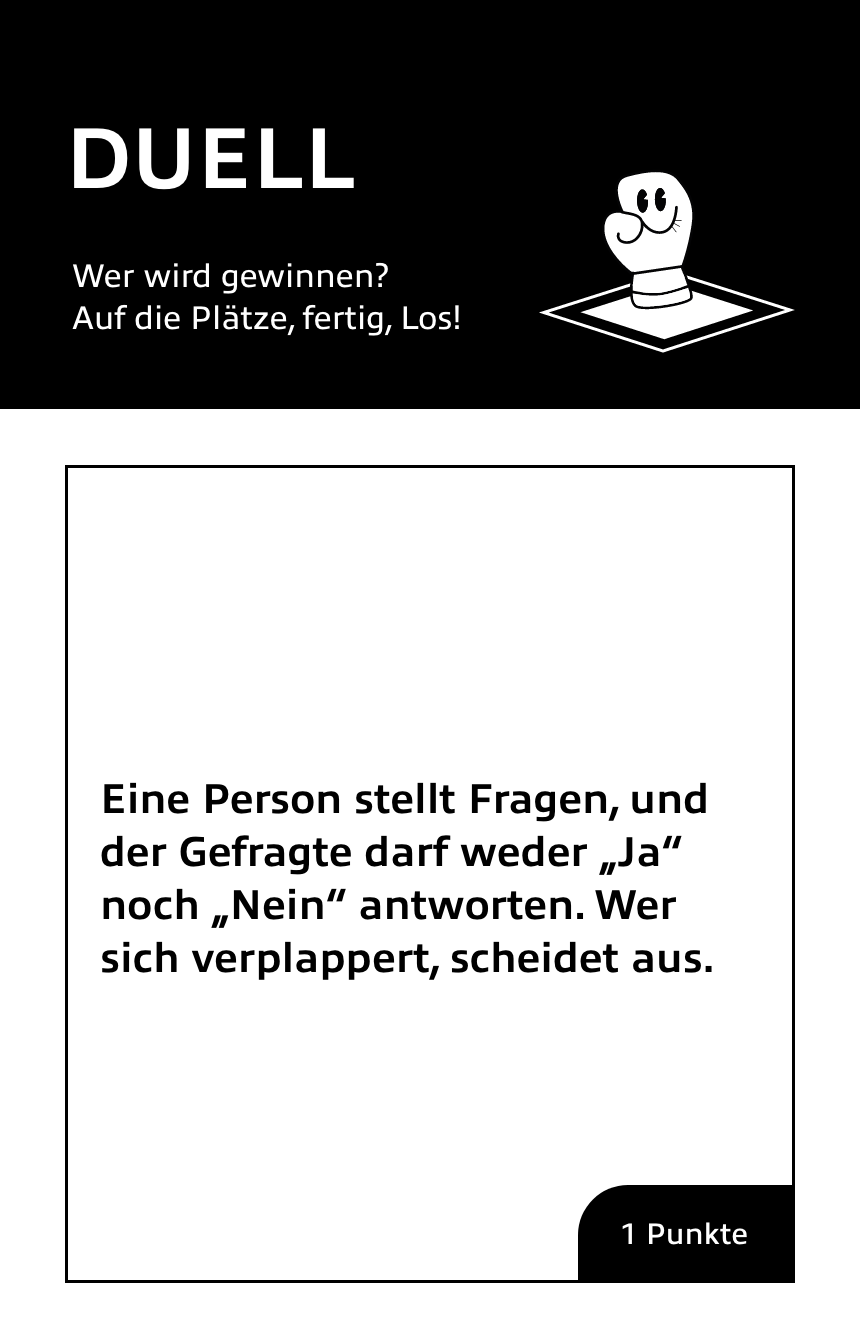 DUELL
Wer wird gewinnen?
Auf die Plätze, fertig, Los!
Eine Person stellt Fragen, und
der Gefragte darf weder „Ja“
noch „Nein“ antworten. Wer
sich verplappert, scheidet aus.
1 Punkte